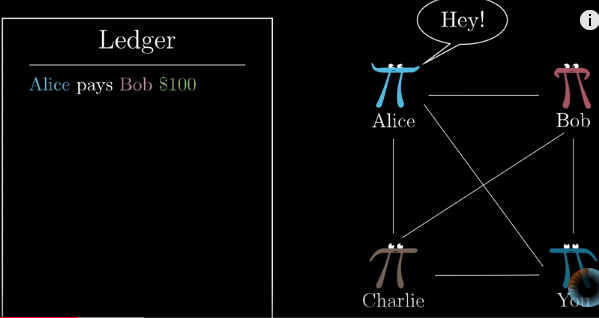 Ledger
Alice pays Bob $100
Hey!
Alice
Bob
Charlie
You